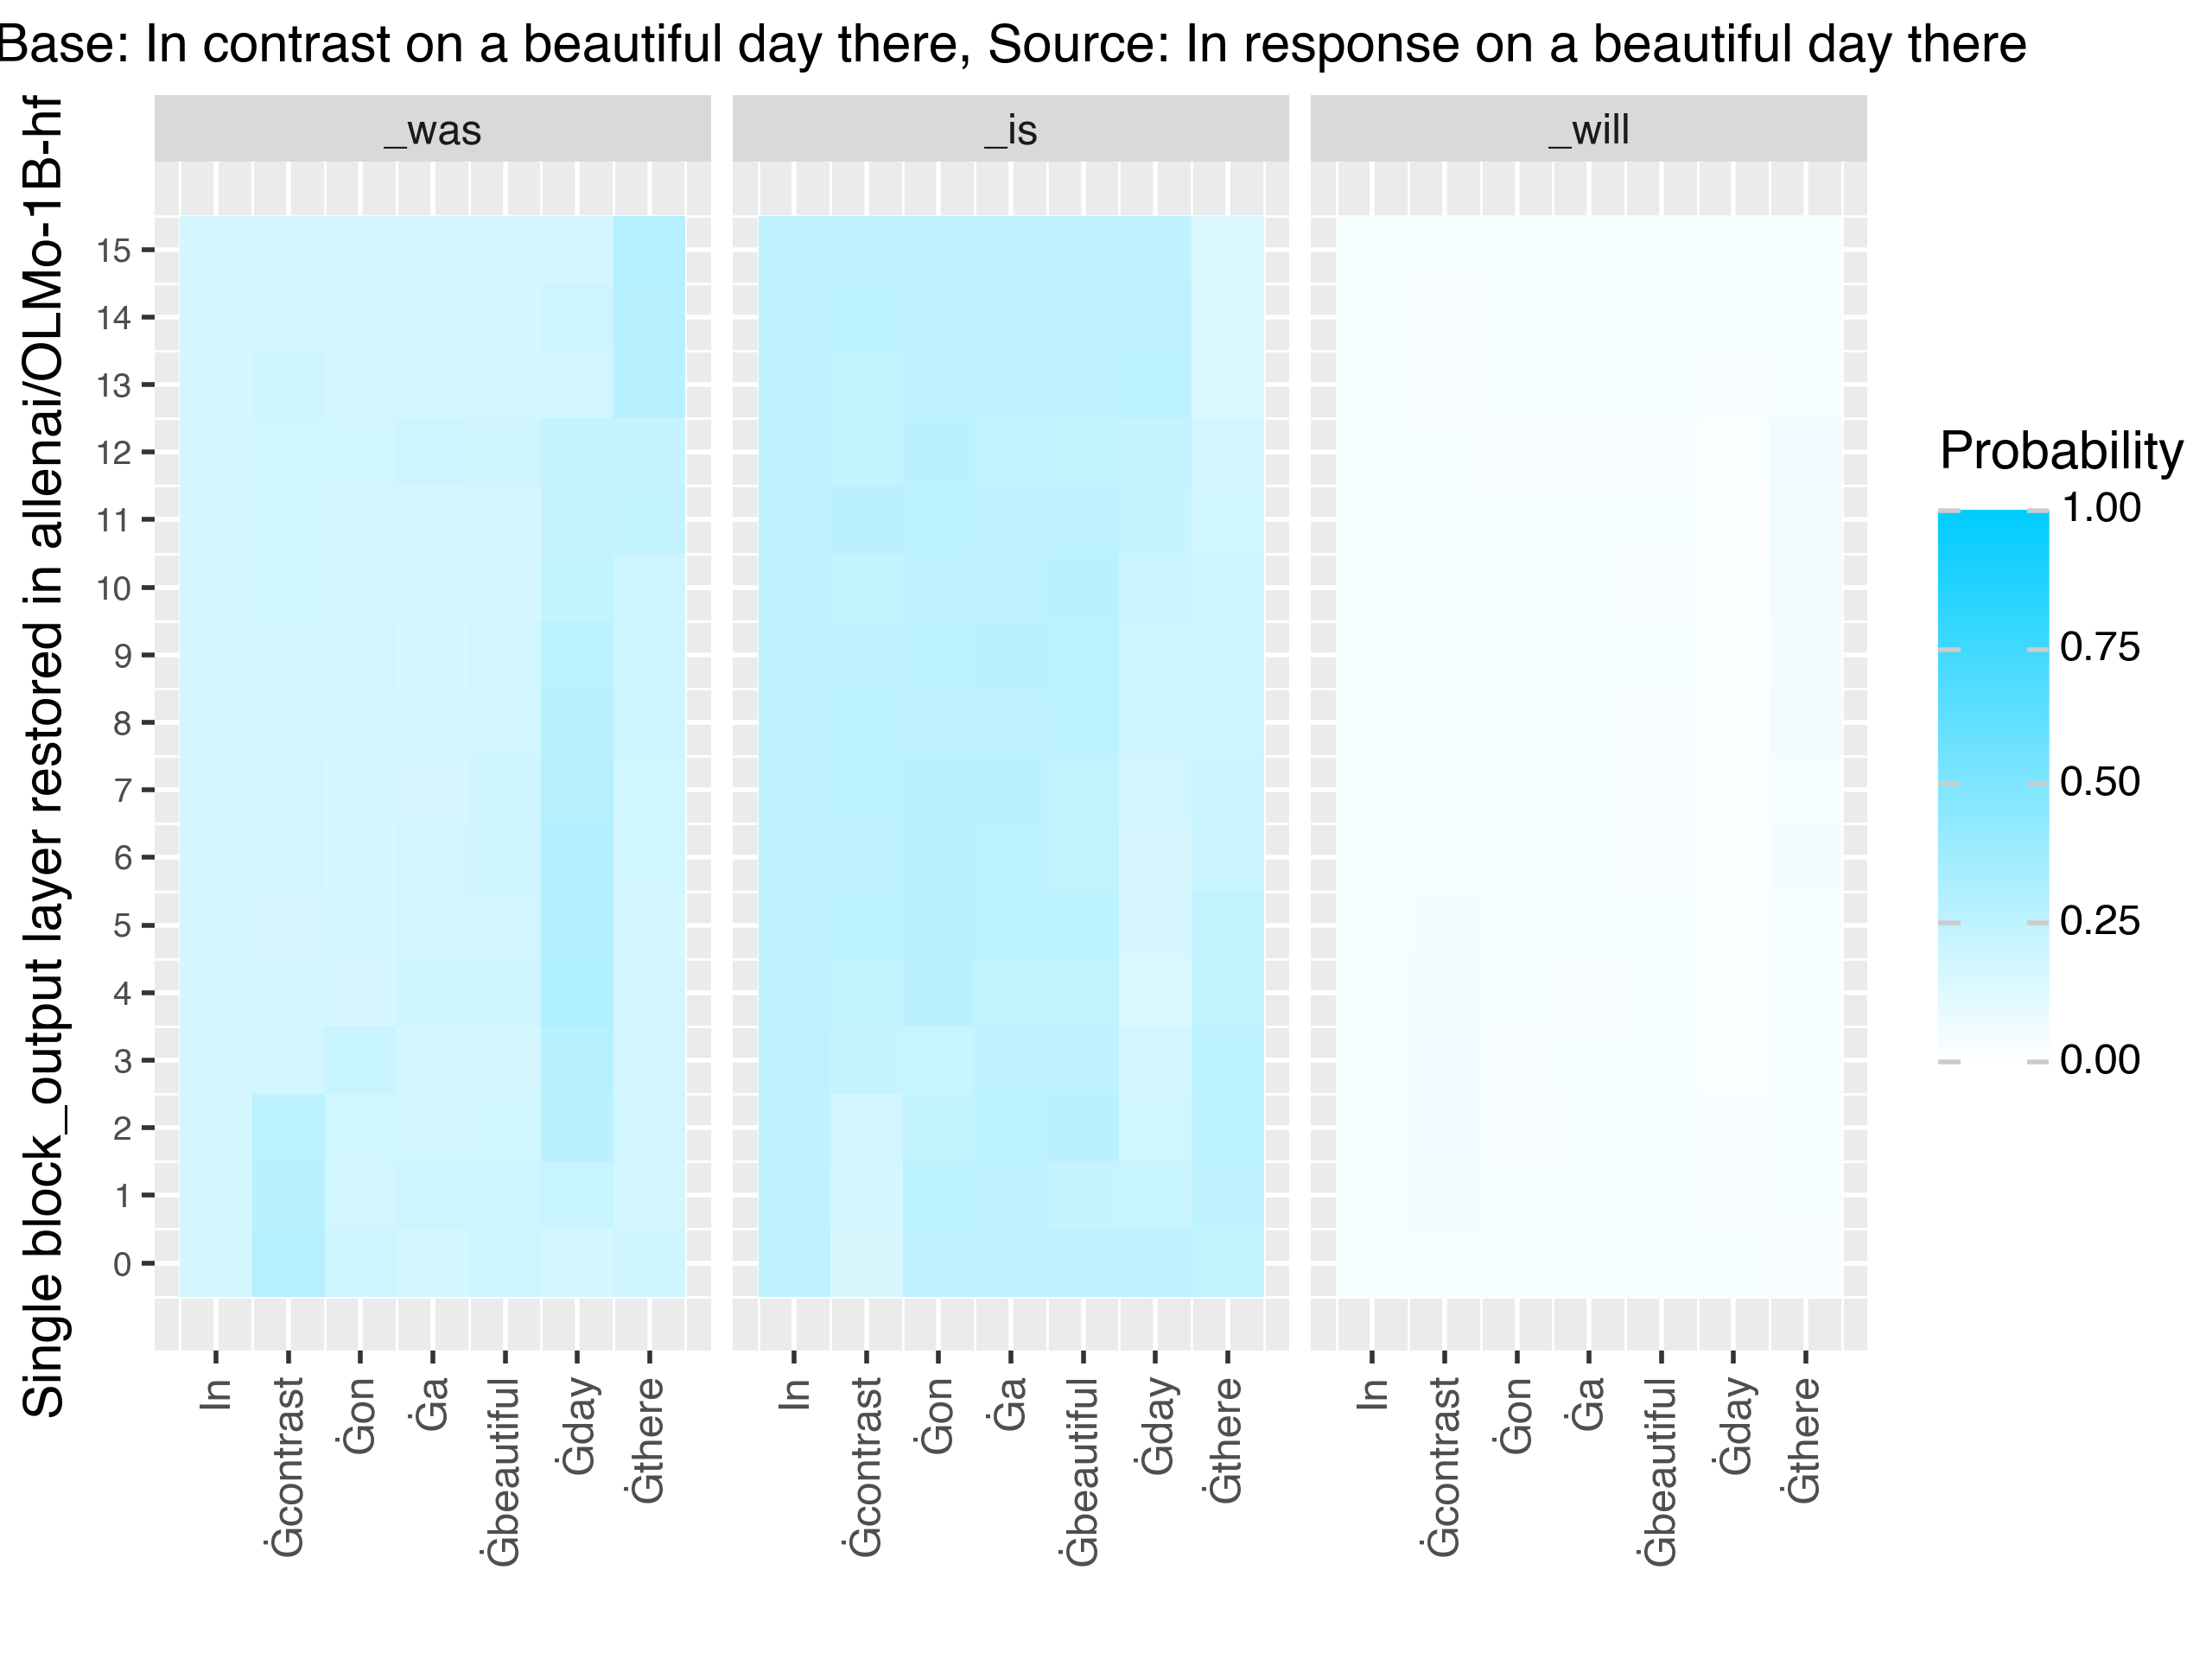 Base: In contrast on a beautiful day there, Source: In response on a beautiful day there
Single block_output layer restored in allenai/OLMo-1B-hf
_was
_is
_will
15
14
13
12
11
10
9
8
7
6
5
4
3
2
1
0
In
Ġcontrast
Ġon
Ġa
Ġbeautiful
Ġday
Ġthere
In
Ġcontrast
Ġon
Ġa
Ġbeautiful
Ġday
Ġthere
In
Ġcontrast
Ġon
Ġa
Ġbeautiful
Ġday
Ġthere
Probability
1.00
0.75
0.50
0.25
0.00